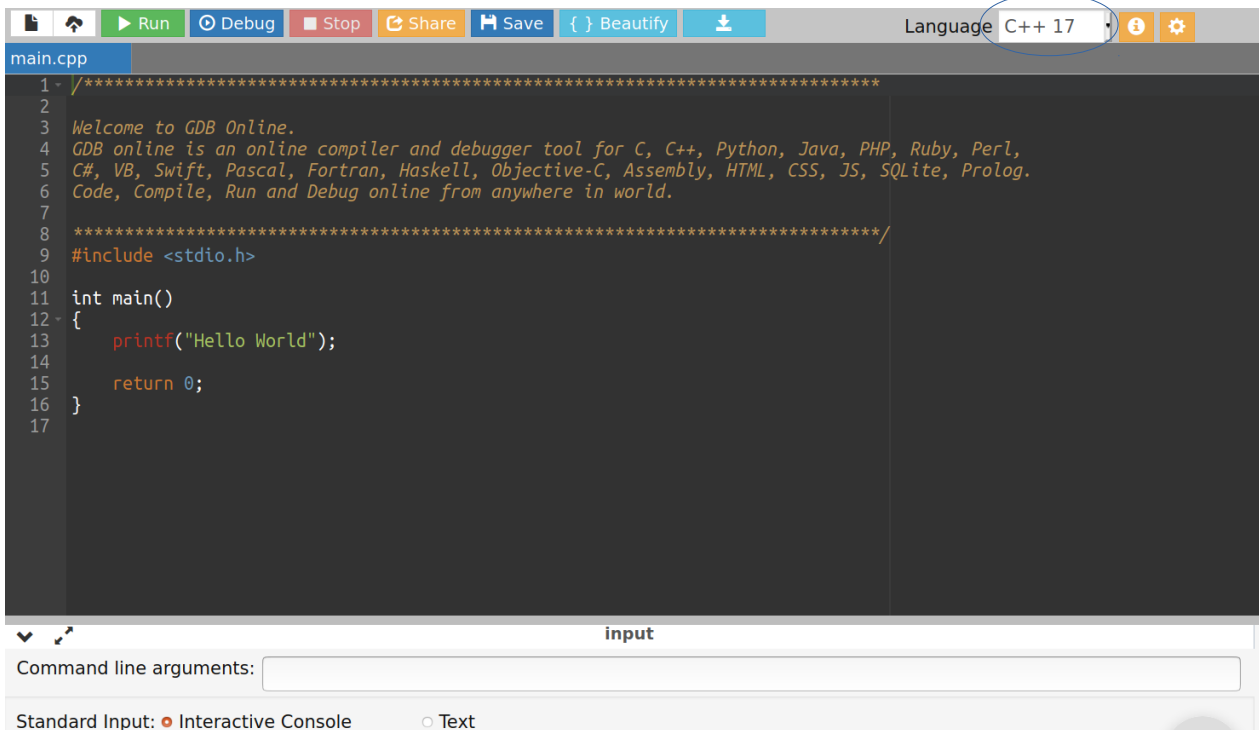 Run Debug Stop Share Save { } Beautify Language C++ 17
main.cpp
1 /******************************************************************************
2
3 Welcome to GDB Online.
4 GDB online is an online compiler and debugger tool for C, C++, Python, Java, PHP, Ruby, Perl,
5 C#, VB, Swift, Pascal, Fortran, Haskell, Objective-C, Assembly, HTML, CSS, JS, SQLite, Prolog.
6 Code, Compile, Run and Debug online from anywhere in world.
7
8 *******************************************************************************/
9 #include <stdio.h>
10
11 int main()
12 {
13 printf("Hello World");
14
15 return 0;
16 }
17
input
Command line arguments:
Standard Input: Interactive Console Text